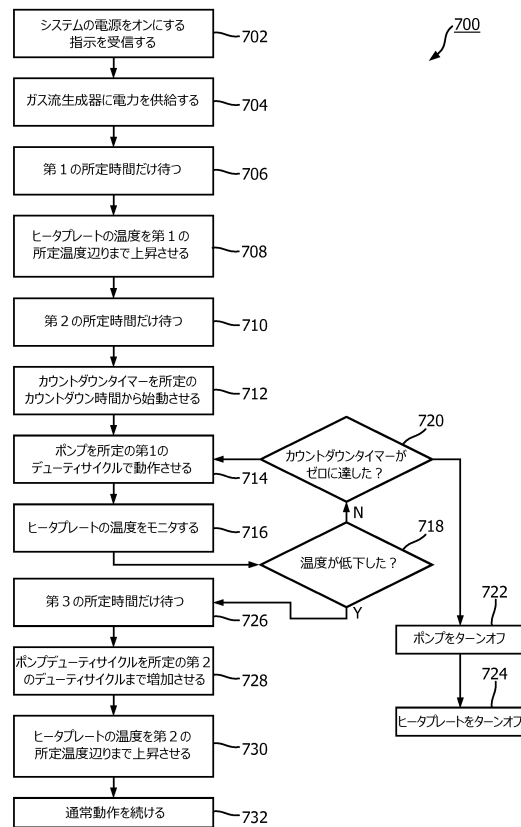 700
システムの電源をオンにする
指示を受信する
702
ガス流生成器に電力を供給する
704
第1の所定時間だけ待つ
706
ヒータプレートの温度を第1の
所定温度辺りまで上昇させる
708
第2の所定時間だけ待つ
710
カウントダウンタイマーを所定の
カウントダウン時間から始動させる
712
ポンプを所定の第1の
デューティサイクルで動作させる
714
ヒータプレートの温度をモニタする
716
温度が低下した?
718
N
Y
カウントダウンタイマーが
ゼロに達した?
720
ポンプをターンオフ
722
ヒータプレートをターンオフ
724
第3の所定時間だけ待つ
726
ポンプデューティサイクルを所定の第2
のデューティサイクルまで増加させる
728
ヒータプレートの温度を第2の
所定温度辺りまで上昇させる
730
通常動作を続ける
732